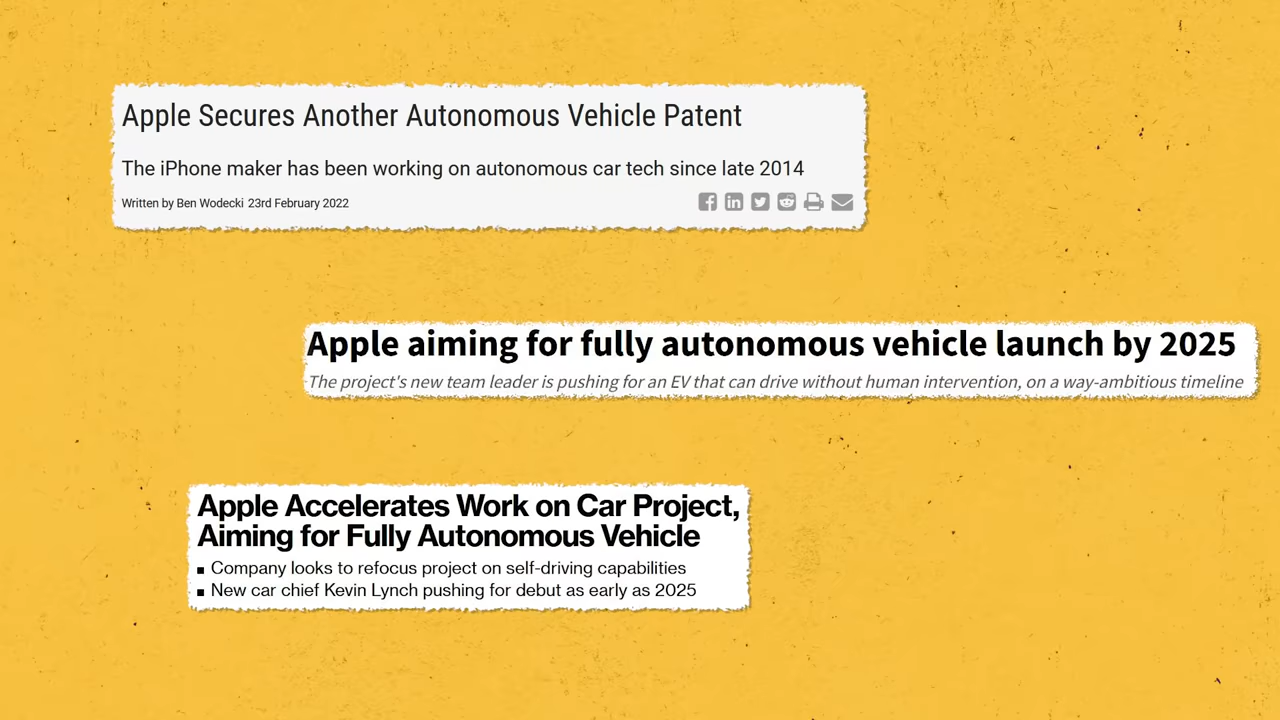 Apple Secures Another Autonomous Vehicle Patent
The iPhone maker has been working on autonomous car tech since late 2014
Written by Ben Wodecki 23rd February 2022
Apple aiming for fully autonomous vehicle launch by 2025
The project's new team leader is pushing for an EV that can drive without human intervention, on a way-ambitious timeline
Apple Accelerates Work on Car Project,
Aiming for Fully Autonomous Vehicle
Company looks to refocus project on self-driving capabilities
New car chief Kevin Lynch pushing for debut as early as 2025